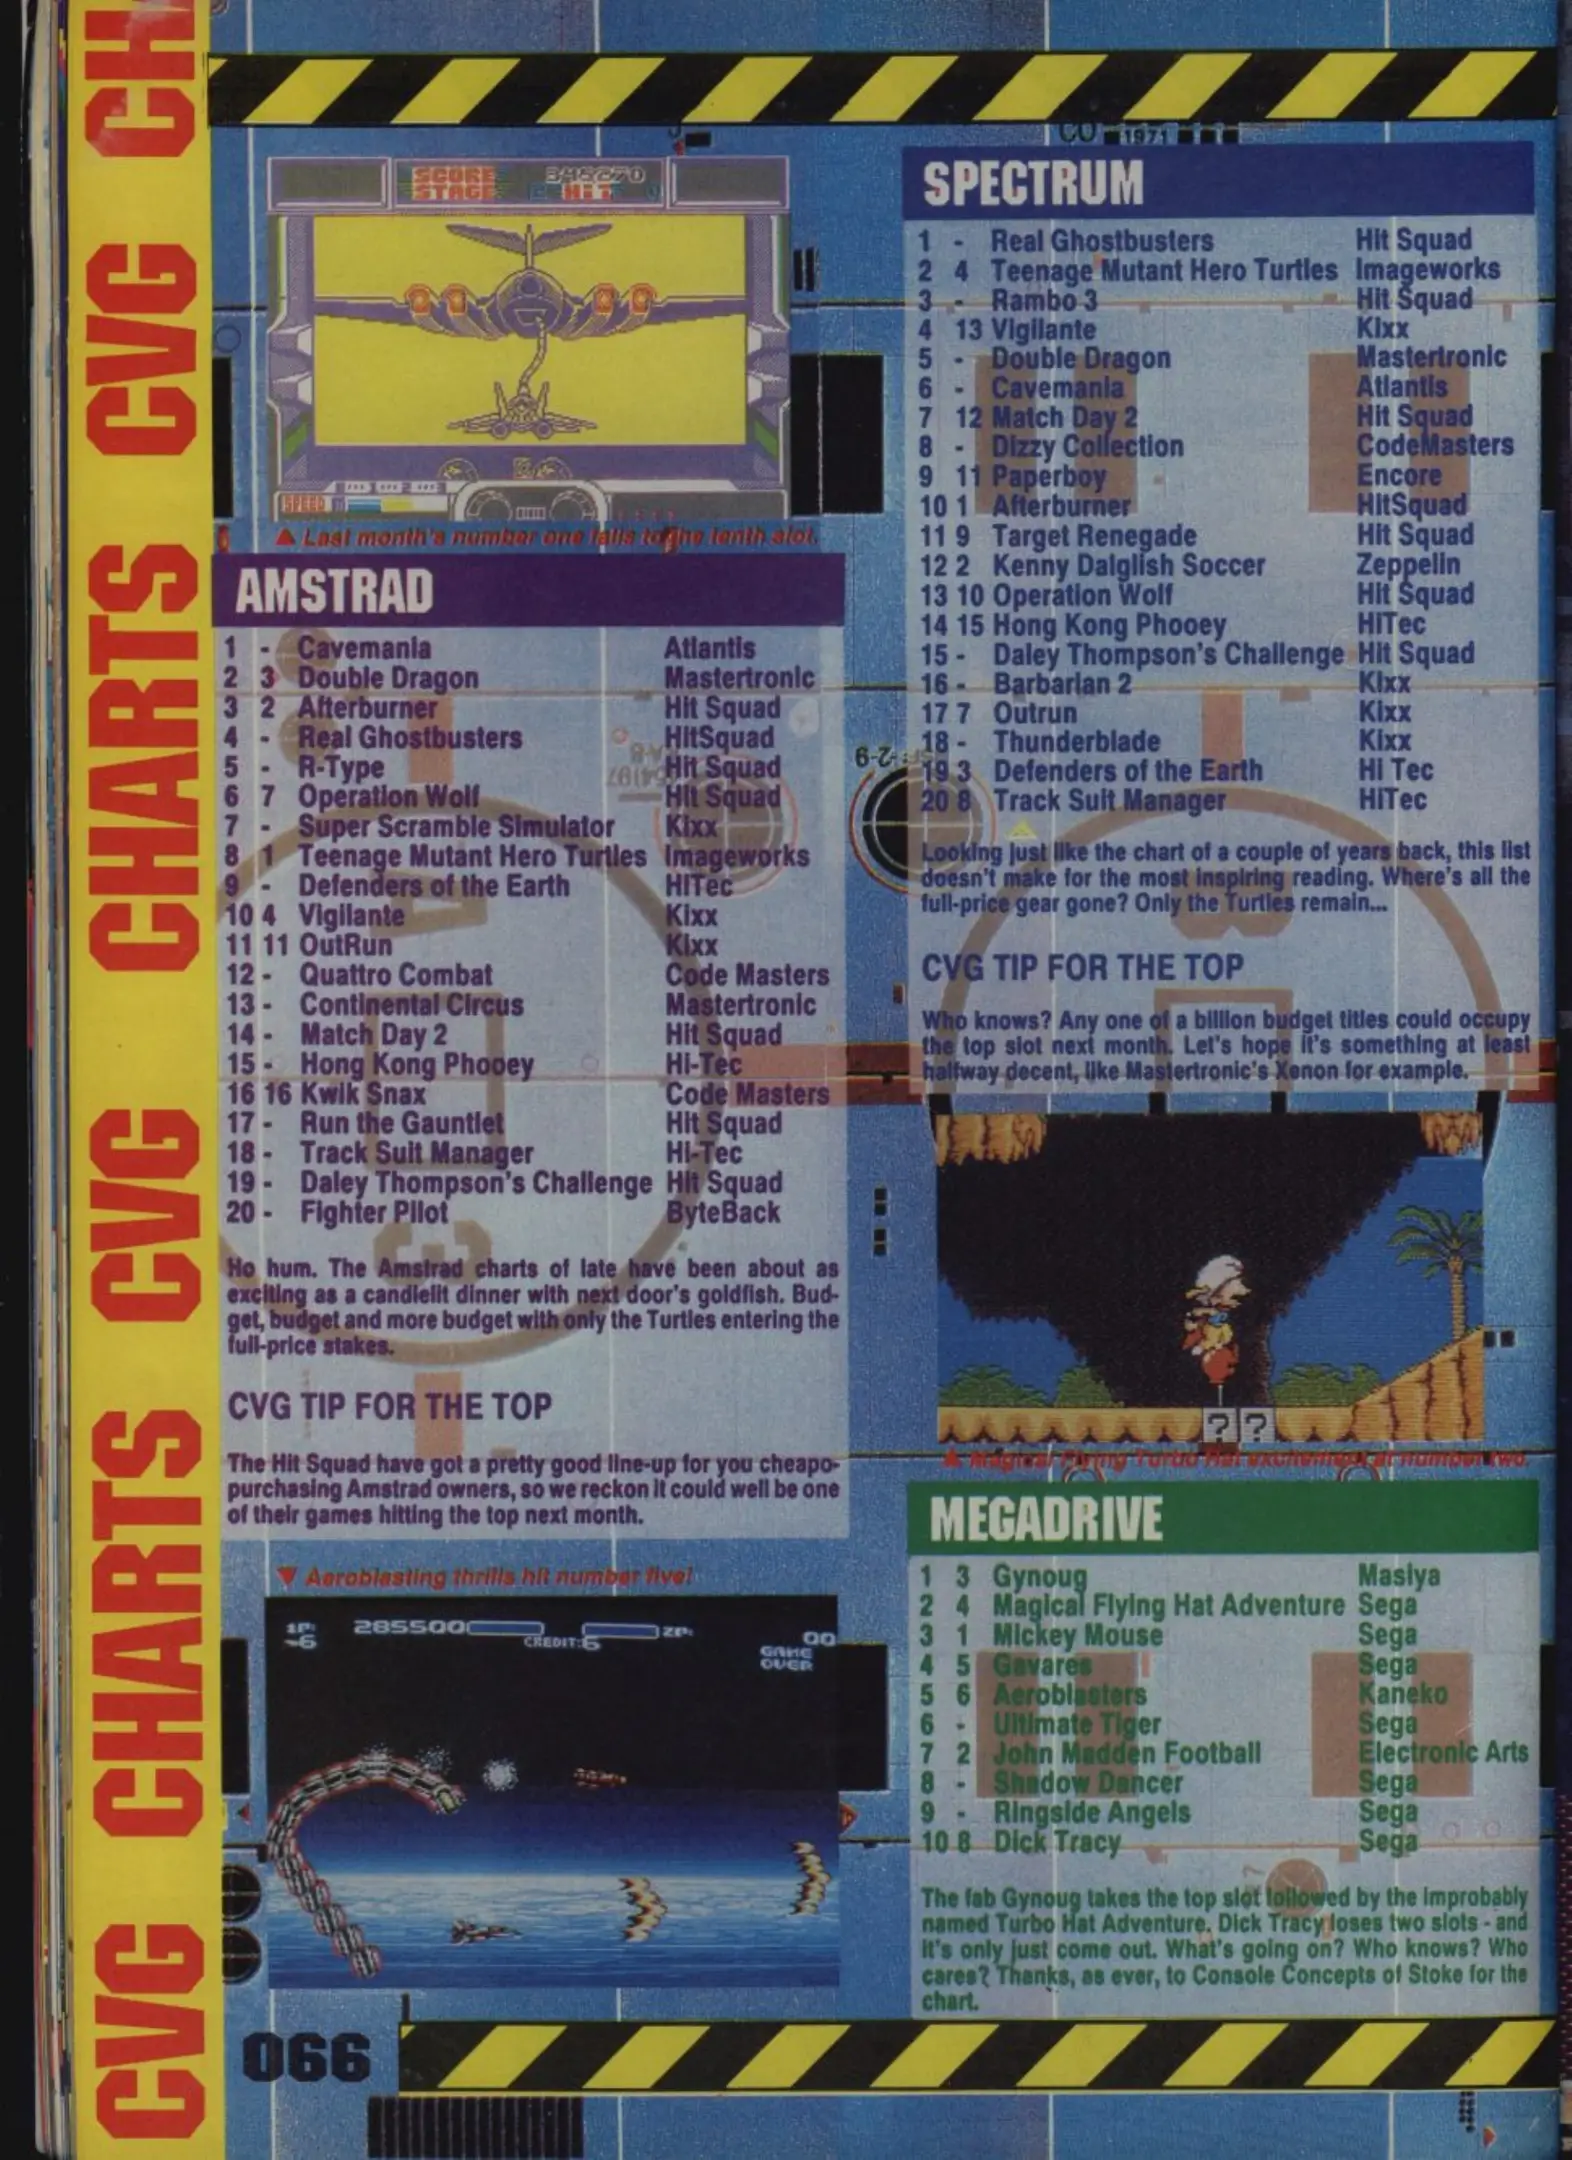 CVG CHARTS CVG CHARTS CVG CH
SCORE 348270
STAGE HIT
SPEED
▲ Last month's number one falls to the tenth slot.
AMSTRAD
1 - Cavemania Atlantis
2 3 Double Dragon Mastertronic
3 2 Afterburner Hit Squad
4 - Real Ghostbusters HitSquad
5 - R-Type Hit Squad
6 7 Operation Wolf Hit Squad
7 - Super Scramble Simulator Kixx
8 1 Teenage Mutant Hero Turtles Imageworks
9 - Defenders of the Earth HiTec
10 4 Vigilante Kixx
11 11 OutRun Kixx
12 - Quattro Combat Code Masters
13 - Continental Circus Mastertronic
14 - Match Day 2 Hit Squad
15 - Hong Kong Phooey Hi-Tec
16 16 Kwik Snax Code Masters
17 - Run the Gauntlet Hit Squad
18 - Track Suit Manager Hi-Tec
19 - Daley Thompson's Challenge Hit Squad
20 - Fighter Pilot ByteBack
Ho hum. The Amstrad charts of late have been about as
exciting as a candlelit dinner with next door's goldfish. Bud-
get, budget and more budget with only the Turtles entering the
full-price stakes.
CVG TIP FOR THE TOP
The Hit Squad have got a pretty good line-up for you cheapo-
purchasing Amstrad owners, so we reckon it could well be one
of their games hitting the top next month.
▼ Aeroblasting thrills hit number five!
1P: 285500 2P: 00
-6 CREDIT:6 GAME
OVER
066
CO 1971
SPECTRUM
1 - Real Ghostbusters Hit Squad
2 4 Teenage Mutant Hero Turtles Imageworks
3 - Rambo 3 Hit Squad
4 13 Vigilante Kixx
5 - Double Dragon Mastertronic
6 - Cavemania Atlantis
7 12 Match Day 2 Hit Squad
8 - Dizzy Collection CodeMasters
9 11 Paperboy Encore
10 1 Afterburner HitSquad
11 9 Target Renegade Hit Squad
12 2 Kenny Dalglish Soccer Zeppelin
13 10 Operation Wolf Hit Squad
14 15 Hong Kong Phooey HiTec
15 - Daley Thompson's Challenge Hit Squad
16 - Barbarian 2 Kixx
17 7 Outrun Kixx
18 - Thunderblade Kixx
19 3 Defenders of the Earth Hi Tec
20 8 Track Suit Manager HiTec
Looking just like the chart of a couple of years back, this list
doesn't make for the most inspiring reading. Where's all the
full-price gear gone? Only the Turtles remain...
CVG TIP FOR THE TOP
Who knows? Any one of a billion budget titles could occupy
the top slot next month. Let's hope it's something at least
halfway decent, like Mastertronic's Xenon for example.
? ?
▲ Magical Flying Turbo Hat excitement at number two.
MEGADRIVE
1 3 Gynoug Masiya
2 4 Magical Flying Hat Adventure Sega
3 1 Mickey Mouse Sega
4 5 Gavares Sega
5 6 Aeroblasters Kaneko
6 - Ultimate Tiger Sega
7 2 John Madden Football Electronic Arts
8 - Shadow Dancer Sega
9 - Ringside Angels Sega
10 8 Dick Tracy Sega
The fab Gynoug takes the top slot followed by the improbably
named Turbo Hat Adventure. Dick Tracy loses two slots - and
it's only just come out. What's going on? Who knows? Who
cares? Thanks, as ever, to Console Concepts of Stoke for the
chart.